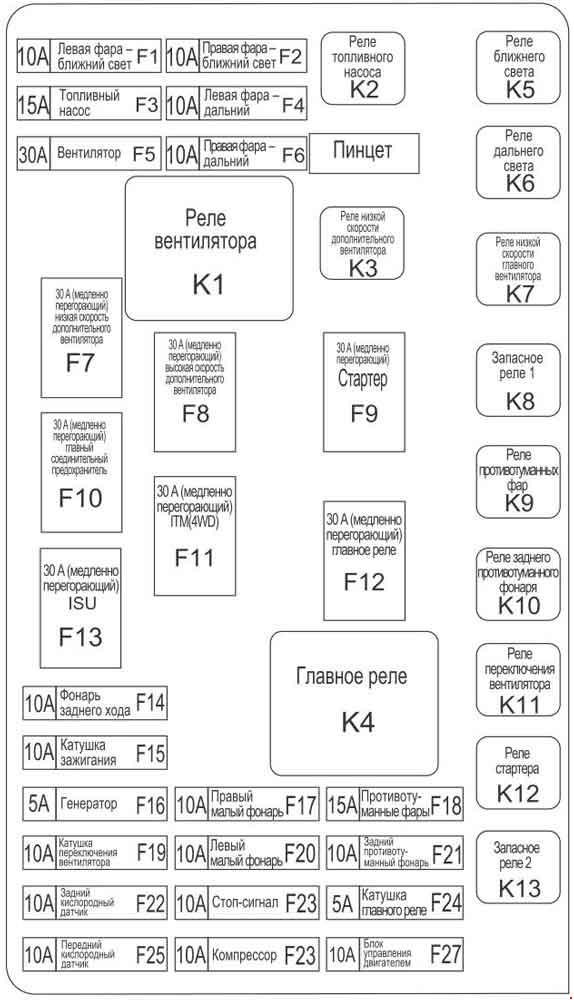 10A Левая фара – F1
ближний свет
10A Правая фара – F2
ближний свет
Реле
топливного
насоса
K2
Реле
ближнего
света
K5
15A Топливный F3
насос
10A Левая фара – F4
дальний
30A Вентилятор F5
10A Правая фара – F6
дальний
Пинцет
Реле
дальнего
света
K6
Реле
вентилятора
K1
Реле низкой
скорости
дополнительного
вентилятора
K3
Реле низкой
скорости
главного
вентилятора
K7
30 А (медленно
перегорающий)
низкая скорость
дополнительного
вентилятора
F7
30 А (медленно
перегорающий)
высокая скорость
дополнительного
вентилятора
F8
30 А (медленно
перегорающий)
Стартер
F9
Запасное
реле 1
K8
30 А (медленно
перегорающий)
главный
соединительный
предохранитель
F10
30 А (медленно
перегорающий)
ITM(4WD)
F11
30 А (медленно
перегорающий)
главное реле
F12
Реле
противотуманных
фар
K9
30 А (медленно
перегорающий)
ISU
F13
Реле заднего
противотуманного
фонаря
K10
Главное реле
K4
Реле
переключения
вентилятора
K11
10A Фонарь F14
заднего хода
10A Катушка F15
зажигания
Реле
стартера
K12
5A Генератор F16
10A Правый F17
малый фонарь
15A Противоту- F18
манные фары
10A Катушка F19
переключения
вентилятора
10A Левый F20
малый фонарь
10A Задний F21
противоту-
манный фонарь
Запасное
реле 2
K13
10A Задний F22
кислородный
датчик
10A Стоп-сигнал F23
5A Катушка F24
главного реле
10A Передний F25
кислородный
датчик
10A Компрессор F23
10A Блок F27
управления
двигателем